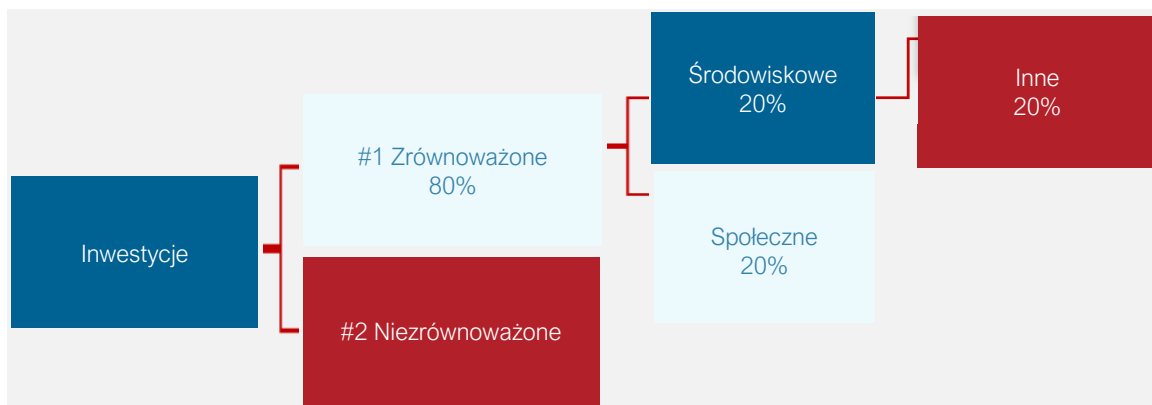 Inwestycje
#1 Zrównoważone
80%
#2 Niezrównoważone
Środowiskowe
20%
Społeczne
20%
Inne
20%